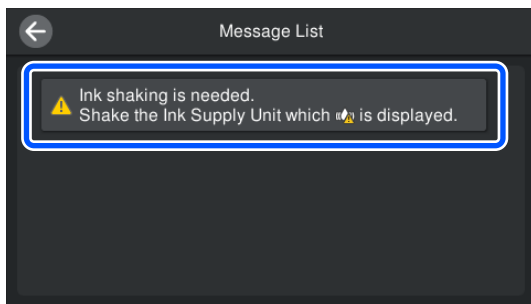 Message List
Ink shaking is needed.
Shake the Ink Supply Unit which is displayed.